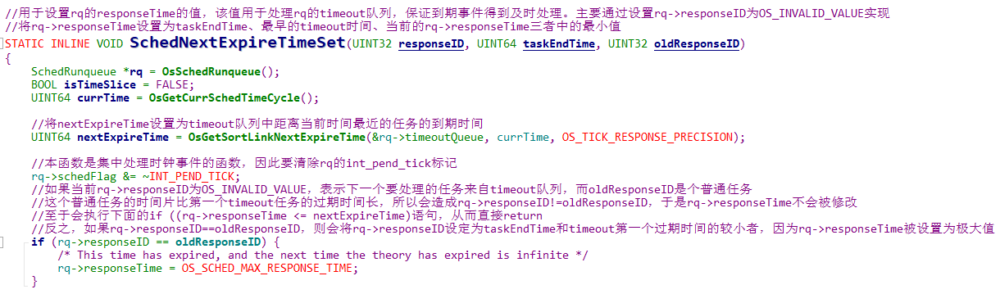 //用于设置rq的responseTime的值，该值用于处理rq的timeout队列，保证到期事件得到及时处理。主要通过设置rq->responseID为OS_INVALID_VALUE实现
//将rq->responseTime设置为taskEndTime、最早的timeout时间、当前的rq->responseTime三者中的最小值
STATIC INLINE VOID SchedNextExpireTimeSet(UINT32 responseID, UINT64 taskEndTime, UINT32 oldResponseID)
{
    SchedRunqueue *rq = OsSchedRunqueue();
    BOOL isTimeSlice = FALSE;
    UINT64 currTime = OsGetCurrSchedTimeCycle();

    //将nextExpireTime设置为timeout队列中距离当前时间最近的任务的到期时间
    UINT64 nextExpireTime = OsGetSortLinkNextExpireTime(&rq->timeoutQueue, currTime, OS_TICK_RESPONSE_PRECISION);

    //本函数是集中处理时钟事件的函数，因此要清除rq的int_pend_tick标记
    rq->schedFlag &= ~INT_PEND_TICK;
    //如果当前rq->responseID为OS_INVALID_VALUE，表示下一个要处理的任务来自timeout队列，而oldResponseID是个普通任务
    //这个普通任务的时间片比第一个timeout任务的过期时间长，所以会造成rq->responseID!=oldResponseID，于是rq->responseTime不会被修改
    //至于会执行下面的if ((rq->responseTime <= nextExpireTime)语句，从而直接return
    //反之，如果rq->responseID==oldResponseID，则会将rq->responseID设定为taskEndTime和timeout第一个过期时间的较小者，因为rq->responseTime被设置为极大值
    if (rq->responseID == oldResponseID) {
        /* This time has expired, and the next time the theory has expired is infinite */
        rq->responseTime = OS_SCHED_MAX_RESPONSE_TIME;
    }